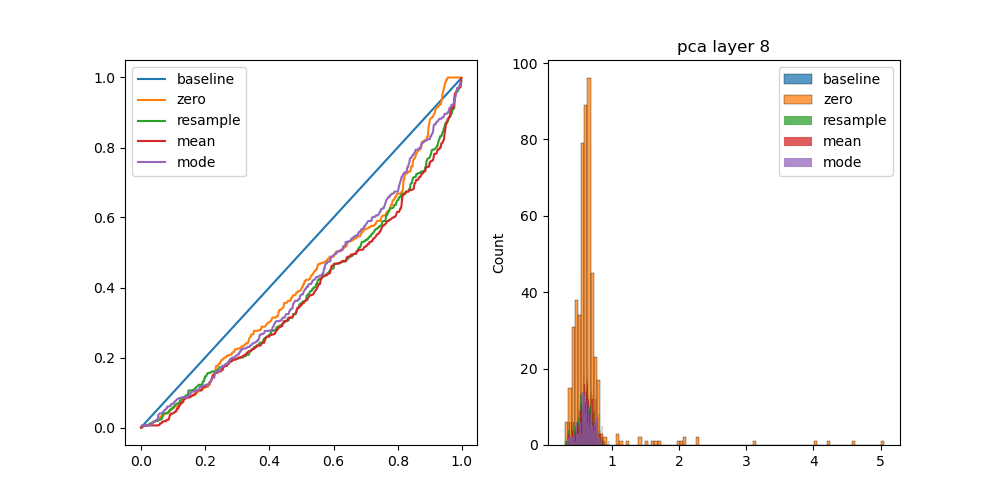 baseline
zero
resample
mean
mode
1.0
0.8
0.6
0.4
0.2
0.0
0.0 0.2 0.4 0.6 0.8 1.0
pca layer 8
baseline
zero
resample
mean
mode
Count
100
80
60
40
20
0
1 2 3 4 5